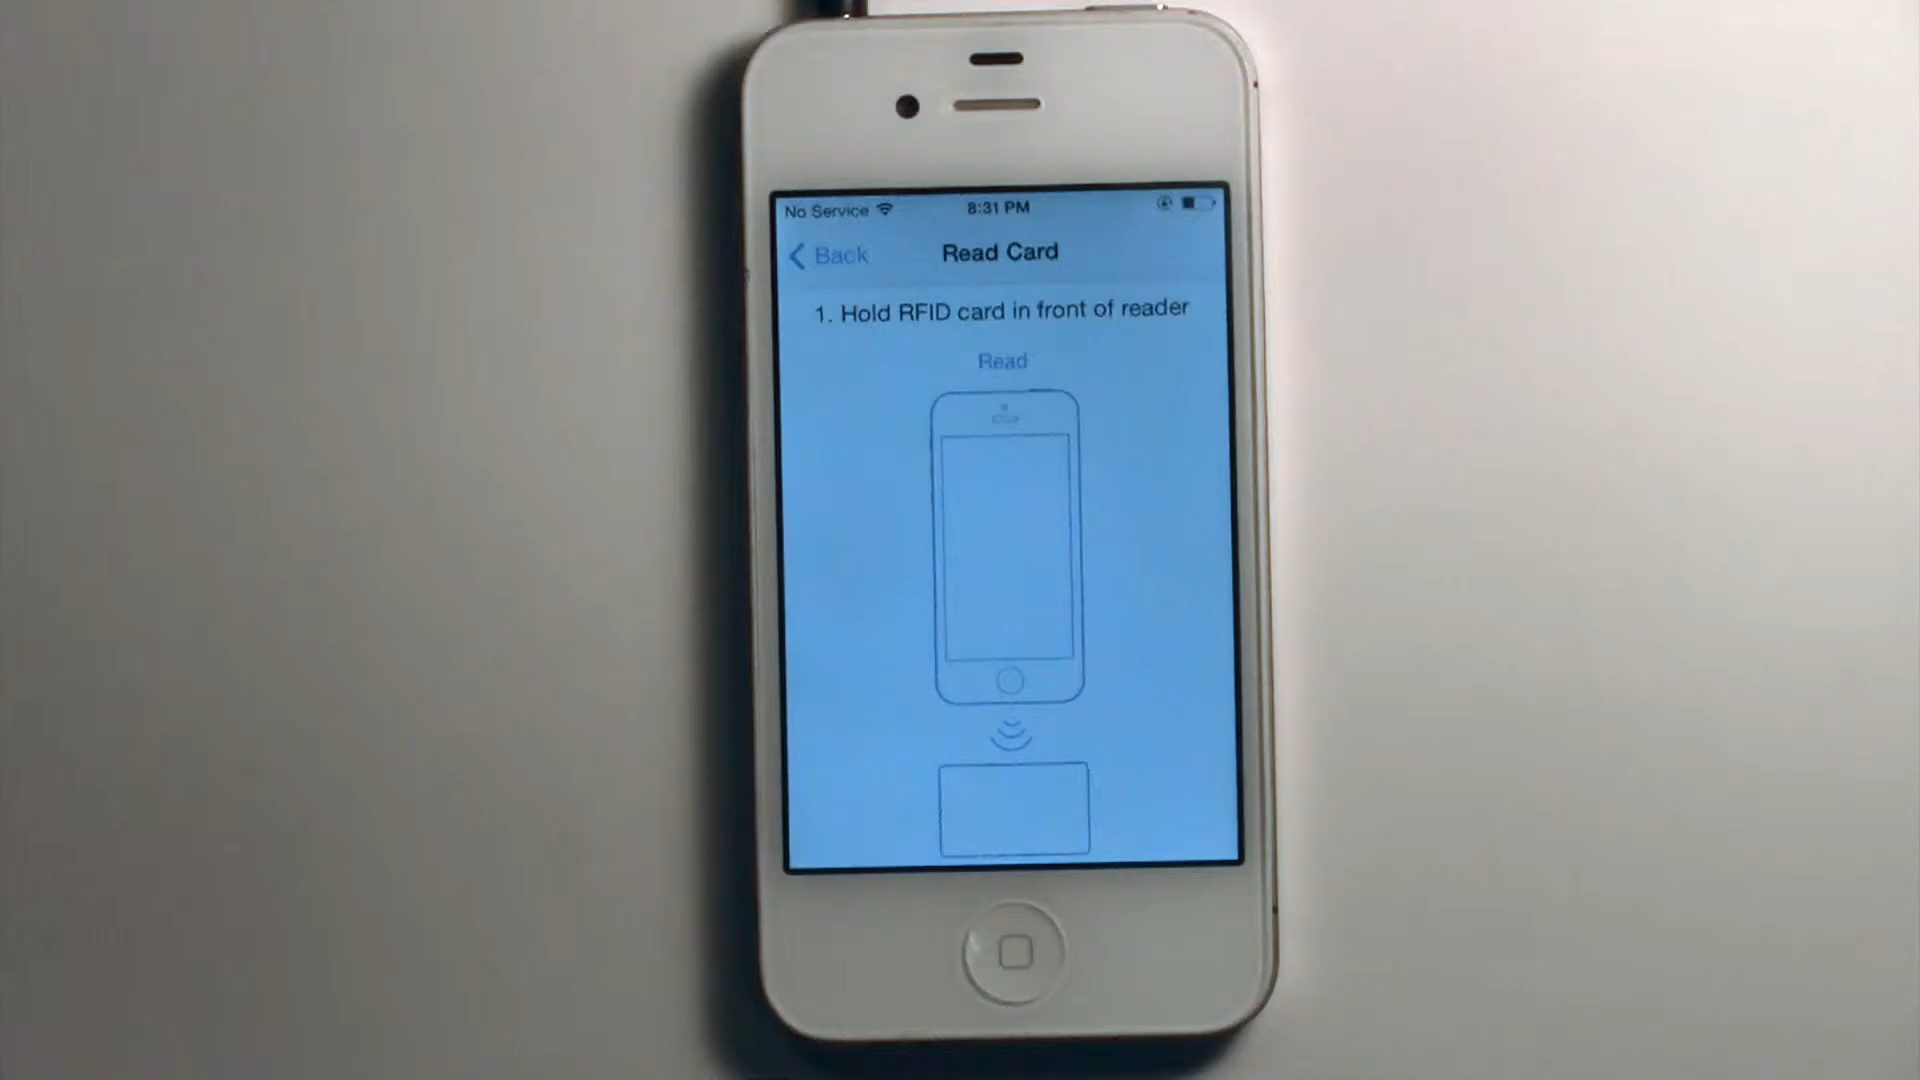 No Service 8:31 PM
Back Read Card
1. Hold RFID card in front of reader
Read